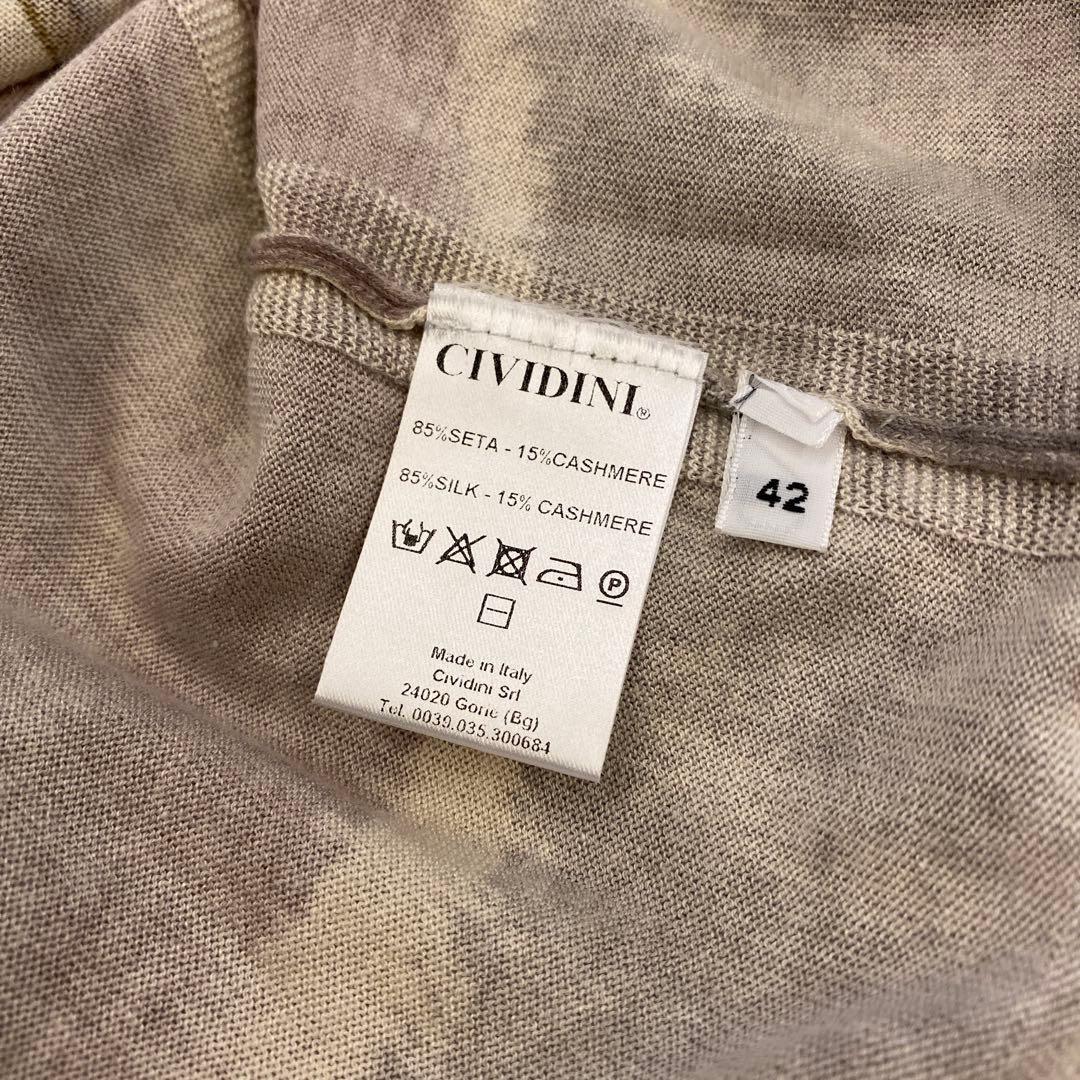 CIVIDINI®
85%SETA - 15%CASHMERE
85%SILK - 15% CASHMERE
P
Made in Italy
Cividini Srl
24020 Gorle (Bg)
Tel. 0039.035.300684
42